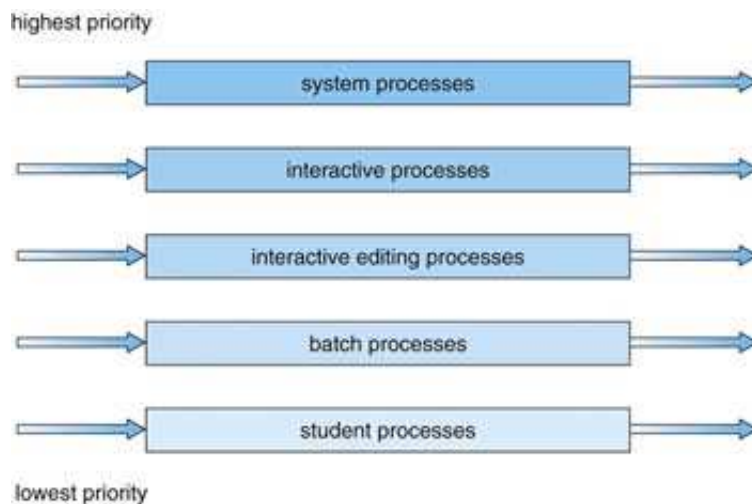 highest priority
system processes
interactive processes
interactive editing processes
batch processes
student processes
lowest priority